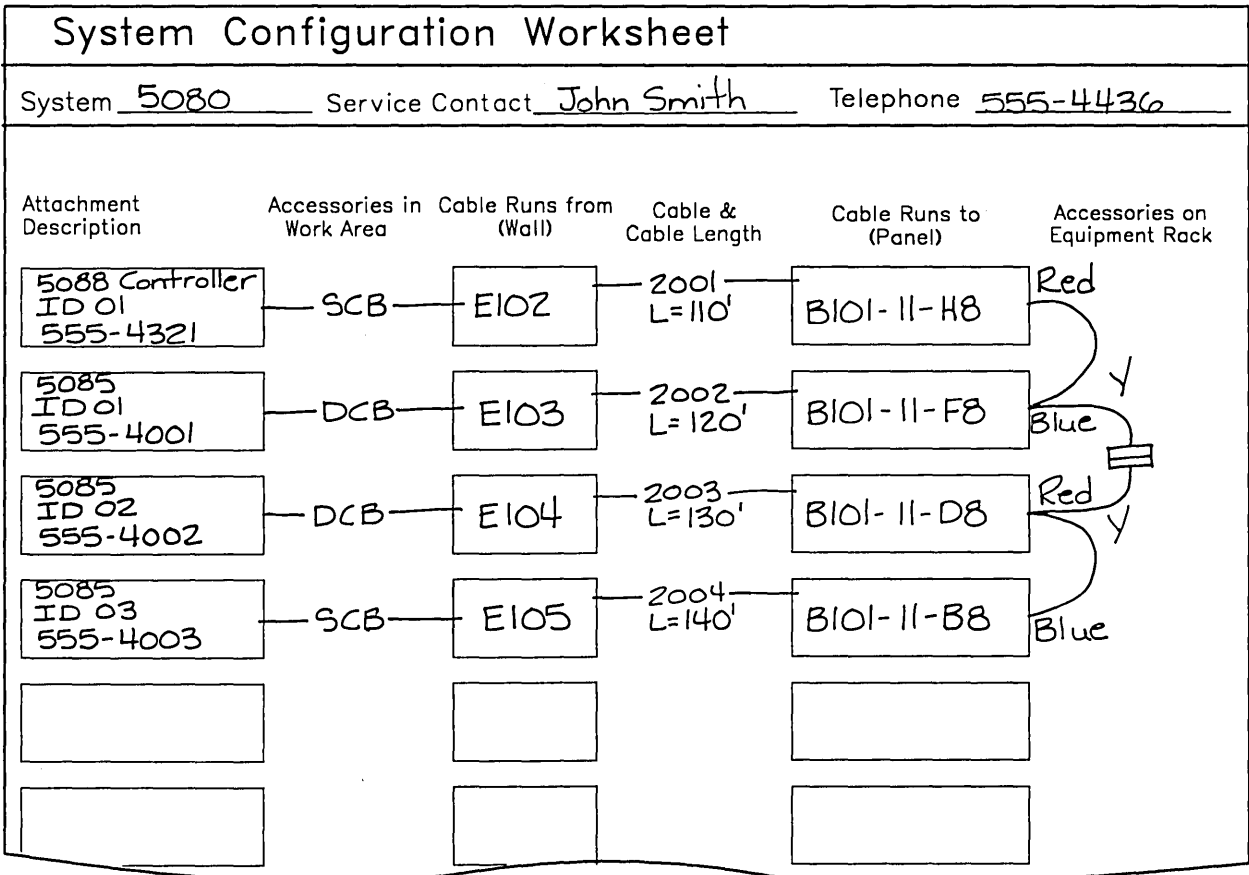 System Configuration Worksheet
System 5080 Service Contact John Smith Telephone 555-4436
Attachment Description
Accessories in Work Area
Cable Runs from (Wall)
Cable & Cable Length
Cable Runs to (Panel)
Accessories on Equipment Rack
5088 Controller
ID 01
555-4321
SCB
E102
2001
L=110'
B101-11-H8
Red
5085
ID 01
555-4001
DCB
E103
2002
L=120'
B101-11-F8
Blue
Y
5085
ID 02
555-4002
DCB
E104
2003
L=130'
B101-11-D8
Red
Y
5085
ID 03
555-4003
SCB
E105
2004
L=140'
B101-11-B8
Blue